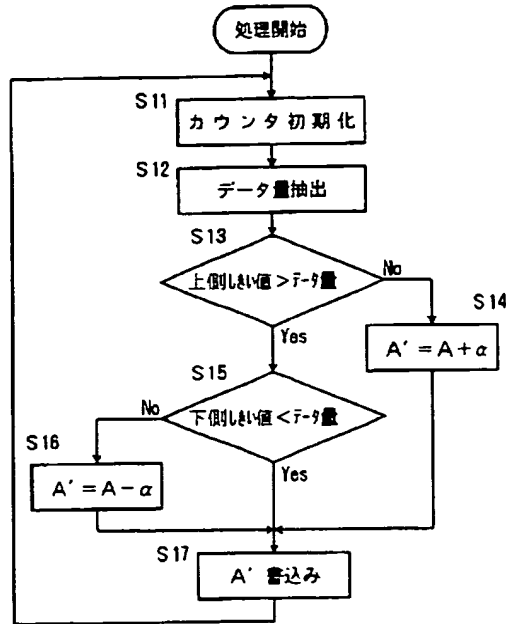 処理開始
S11
カウンタ初期化
S12
データ量抽出
S13
上側しきい値>データ量
No
S14
Yes
A′=A+α
S15
No
下側しきい値<データ量
S16
Yes
A′=A-α
S17
A′書込み